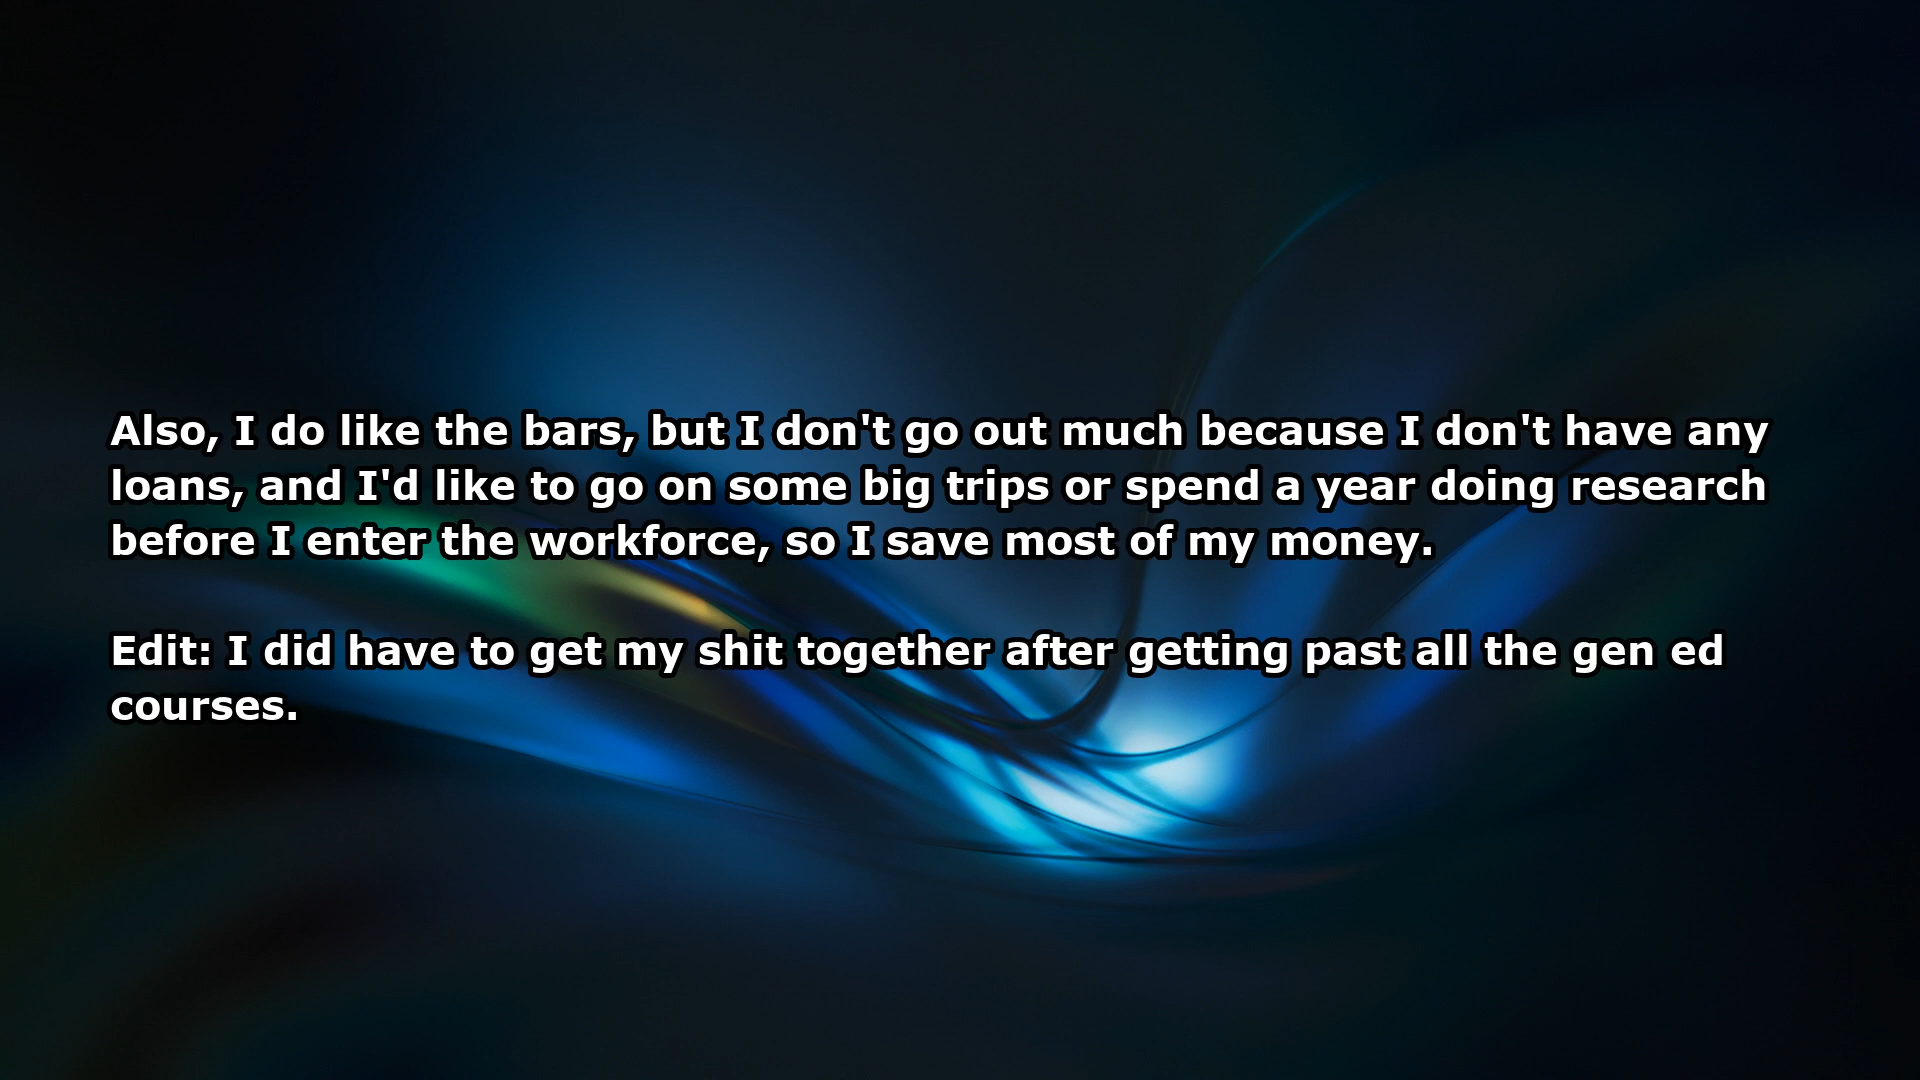 Also, I do like the bars, but I don't go out much because I don't have any
loans, and I'd like to go on some big trips or spend a year doing research
before I enter the workforce, so I save most of my money.
Edit: I did have to get my shit together after getting past all the gen ed
courses.